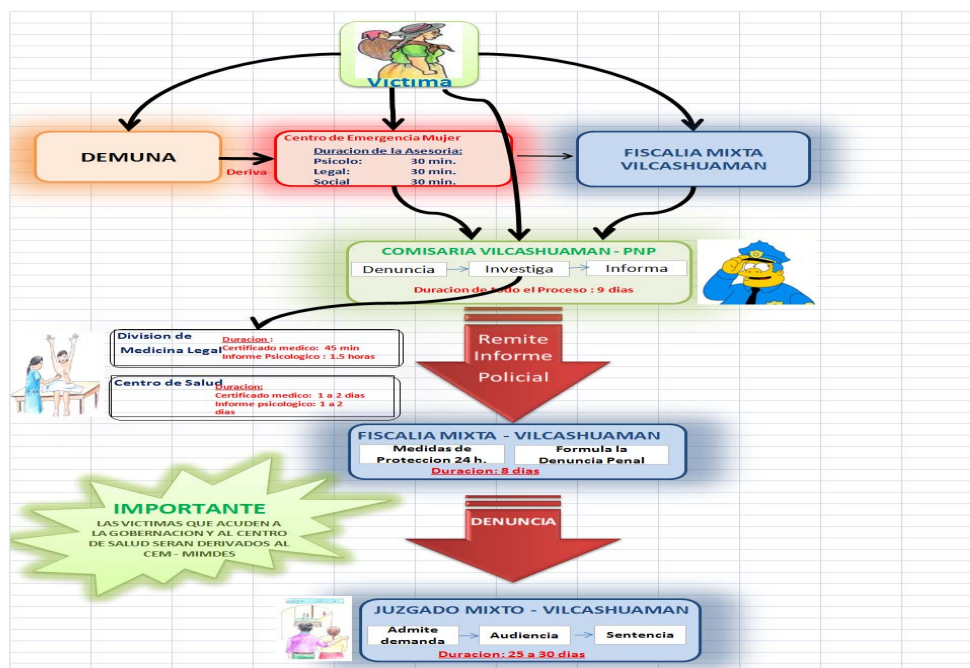 Victima
DEMUNA
Deriva
Centro de Emergencia Mujer
Duracion de la Asesoria:
Psicolo: 30 min.
Legal: 30 min.
Social 30 min.
FISCALIA MIXTA
VILCASHUAMAN
COMISARIA VILCASHUAMAN - PNP
Denuncia Investiga Informa
Duracion de todo el Proceso : 9 dias
Division de
Medicina Legal
Duracion :
Certificado medico: 45 min
Informe Psicologico : 1.5 horas
Centro de Salud
Duracion:
Certificado medico: 1 a 2 dias
Informe psicologico: 1 a 2
dias
Remite
Informe
Policial
FISCALIA MIXTA - VILCASHUAMAN
Medidas de
Proteccion 24 h.
Formula la
Denuncia Penal
Duracion: 8 dias
IMPORTANTE
LAS VICTIMAS QUE ACUDEN A
LA GOBERNACION Y AL CENTRO
DE SALUD SERAN DERIVADOS AL
CEM - MIMDES
DENUNCIA
JUZGADO MIXTO - VILCASHUAMAN
Admite
demanda
Audiencia
Sentencia
Duracion: 25 a 30 dias